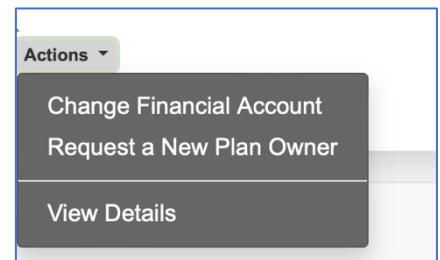 Actions
Change Financial Account
Request a New Plan Owner
View Details